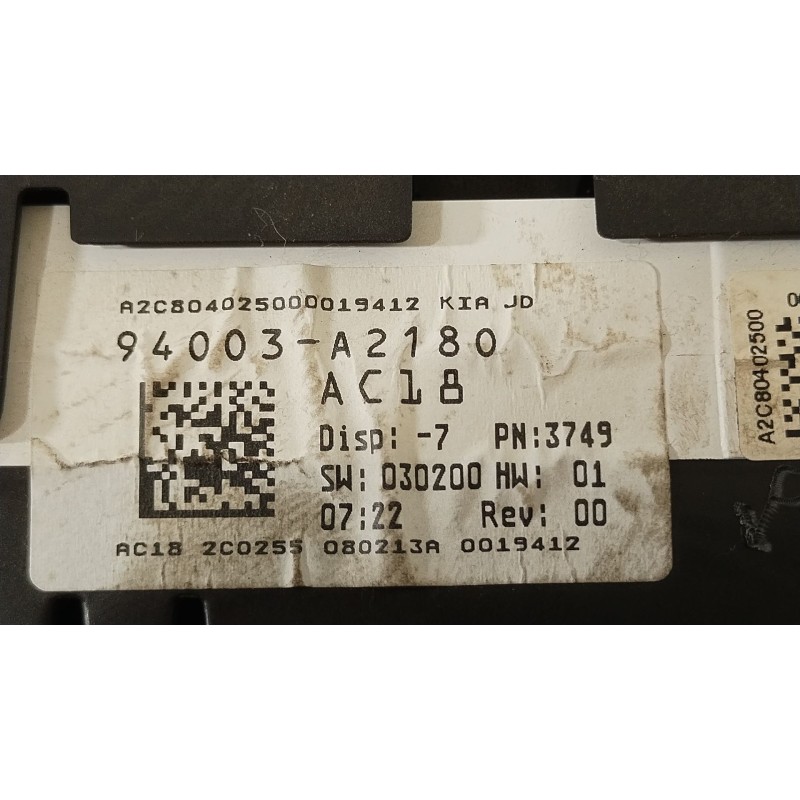 A2C804025000019412 KIA JD
94003-A2180
AC18
Disp: -7 PN:3749
SW: 030200 HW: 01
07:22 Rev: 00
AC18 2C0255 080213A 0019412
A2C80402500